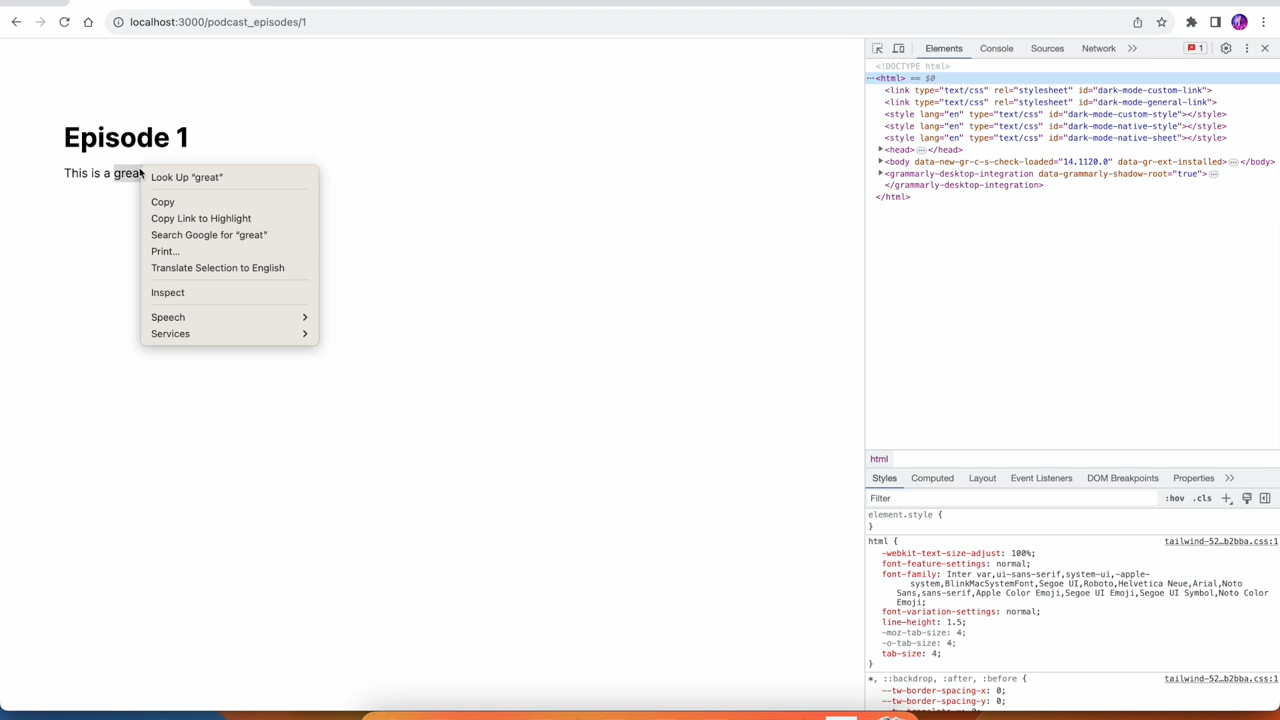 localhost:3000/podcast_episodes/1
Episode 1
This is a great
Look Up “great”
Copy
Copy Link to Highlight
Search Google for “great”
Print...
Translate Selection to English
Inspect
Speech
Services
Elements Console Sources Network 1
<!DOCTYPE html>
<html> == $0
<link type="text/css" rel="stylesheet" id="dark-mode-custom-link">
<link type="text/css" rel="stylesheet" id="dark-mode-general-link">
<style lang="en" type="text/css" id="dark-mode-custom-style"></style>
<style lang="en" type="text/css" id="dark-mode-native-style"></style>
<style lang="en" type="text/css" id="dark-mode-native-sheet"></style>
<head> … </head>
<body data-new-gr-c-s-check-loaded="14.1120.0" data-gr-ext-installed> … </body>
<grammarly-desktop-integration data-grammarly-shadow-root="true"> …
</grammarly-desktop-integration>
</html>
html
Styles Computed Layout Event Listeners DOM Breakpoints Properties
Filter :hov .cls
element.style {
}
html { tailwind-52…b2bba.css:1
-webkit-text-size-adjust: 100%;
font-feature-settings: normal;
font-family: Inter var,ui-sans-serif,system-ui,-apple-
system,BlinkMacSystemFont,Segoe UI,Roboto,Helvetica Neue,Arial,Noto
Sans,sans-serif,Apple Color Emoji,Segoe UI Emoji,Segoe UI Symbol,Noto Color
Emoji;
font-variation-settings: normal;
line-height: 1.5;
-moz-tab-size: 4;
-o-tab-size: 4;
tab-size: 4;
}
*, ::backdrop, :after, :before { tailwind-52…b2bba.css:1
--tw-border-spacing-x: 0;
--tw-border-spacing-y: 0;